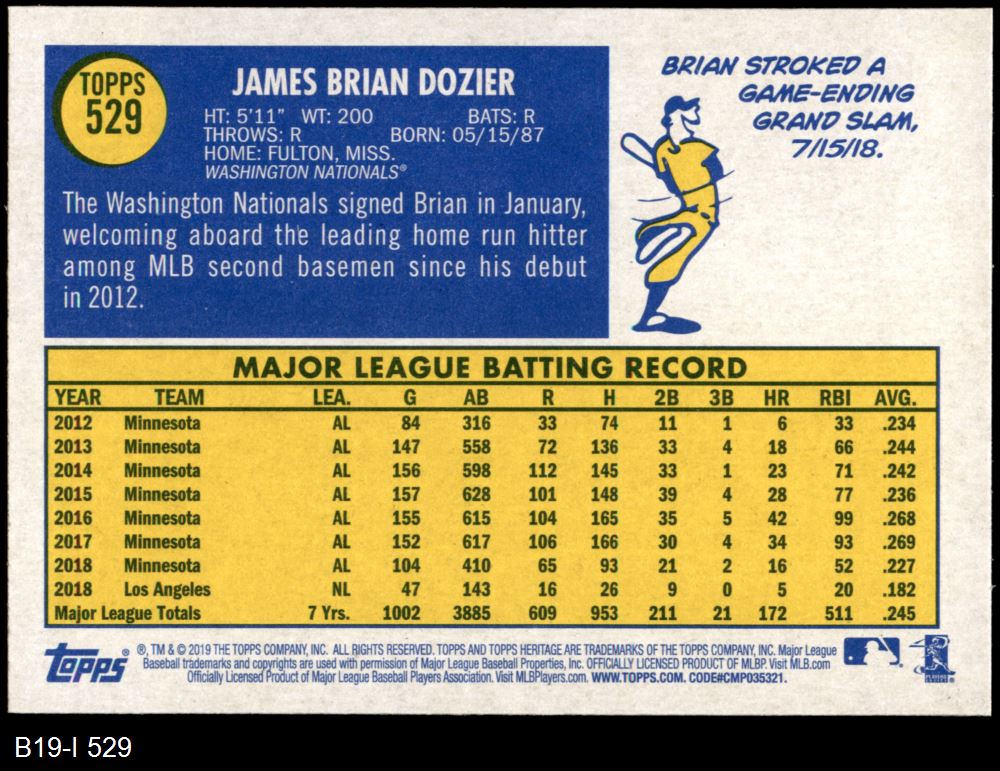 TOPPS
529
JAMES BRIAN DOZIER
HT: 5'11" WT: 200 BATS: R
THROWS: R BORN: 05/15/87
HOME: FULTON, MISS.
WASHINGTON NATIONALS®
The Washington Nationals signed Brian in January,
welcoming aboard the leading home run hitter
among MLB second basemen since his debut
in 2012.
BRIAN STROKED A
GAME-ENDING
GRAND SLAM,
7/15/18.
MAJOR LEAGUE BATTING RECORD
YEAR TEAM LEA. G AB R H 2B 3B HR RBI AVG.
2012 Minnesota AL 84 316 33 74 11 1 6 33 .234
2013 Minnesota AL 147 558 72 136 33 4 18 66 .244
2014 Minnesota AL 156 598 112 145 33 1 23 71 .242
2015 Minnesota AL 157 628 101 148 39 4 28 77 .236
2016 Minnesota AL 155 615 104 165 35 5 42 99 .268
2017 Minnesota AL 152 617 106 166 30 4 34 93 .269
2018 Minnesota AL 104 410 65 93 21 2 16 52 .227
2018 Los Angeles NL 47 143 16 26 9 0 5 20 .182
Major League Totals 7 Yrs. 1002 3885 609 953 211 21 172 511 .245
Topps®
®, TM & © 2019 THE TOPPS COMPANY, INC. ALL RIGHTS RESERVED. TOPPS AND TOPPS HERITAGE ARE TRADEMARKS OF THE TOPPS COMPANY, INC. Major League
Baseball trademarks and copyrights are used with permission of Major League Baseball Properties, Inc. OFFICIALLY LICENSED PRODUCT OF MLBP. Visit MLB.com
Officially Licensed Product of Major League Baseball Players Association. Visit MLBPlayers.com. WWW.TOPPS.COM. CODE#CMP035321.
B19-I 529